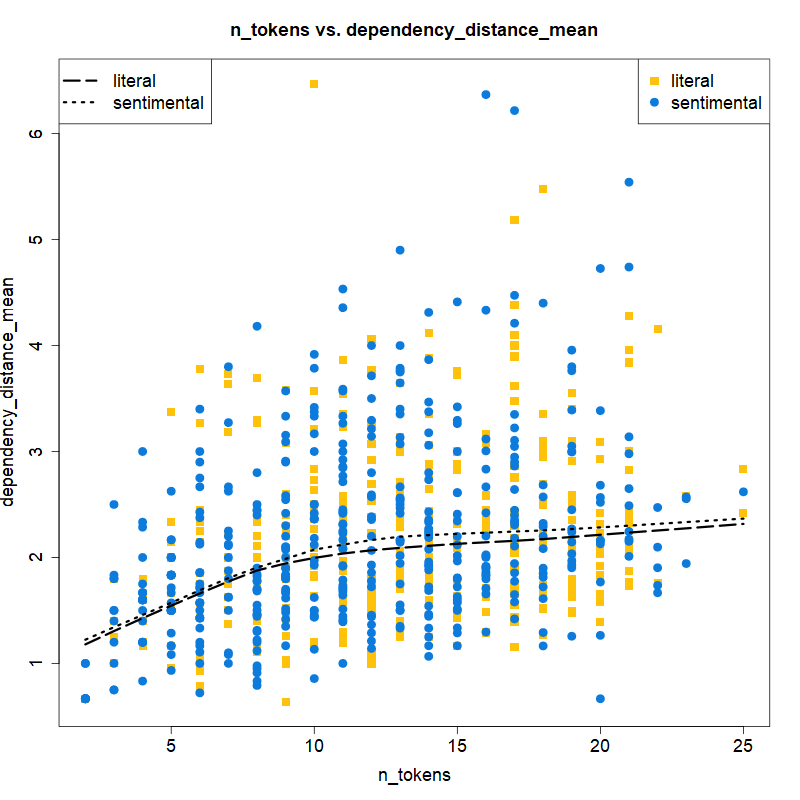 n_tokens vs. dependency_distance_mean
literal
sentimental
literal
sentimental
dependency_distance_mean
6
5
4
3
2
1
5
10
15
20
25
n_tokens